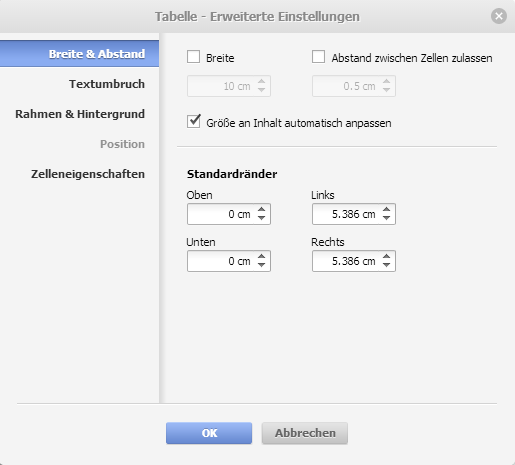 Tabelle - Erweiterte Einstellungen
Breite & Abstand
Textumbruch
Rahmen & Hintergrund
Position
Zelleneigenschaften
Breite
Abstand zwischen Zellen zulassen
10 cm
0.5 cm
Größe an Inhalt automatisch anpassen
Standardränder
Oben
Links
0 cm
5.386 cm
Unten
Rechts
0 cm
5.386 cm
OK
Abbrechen